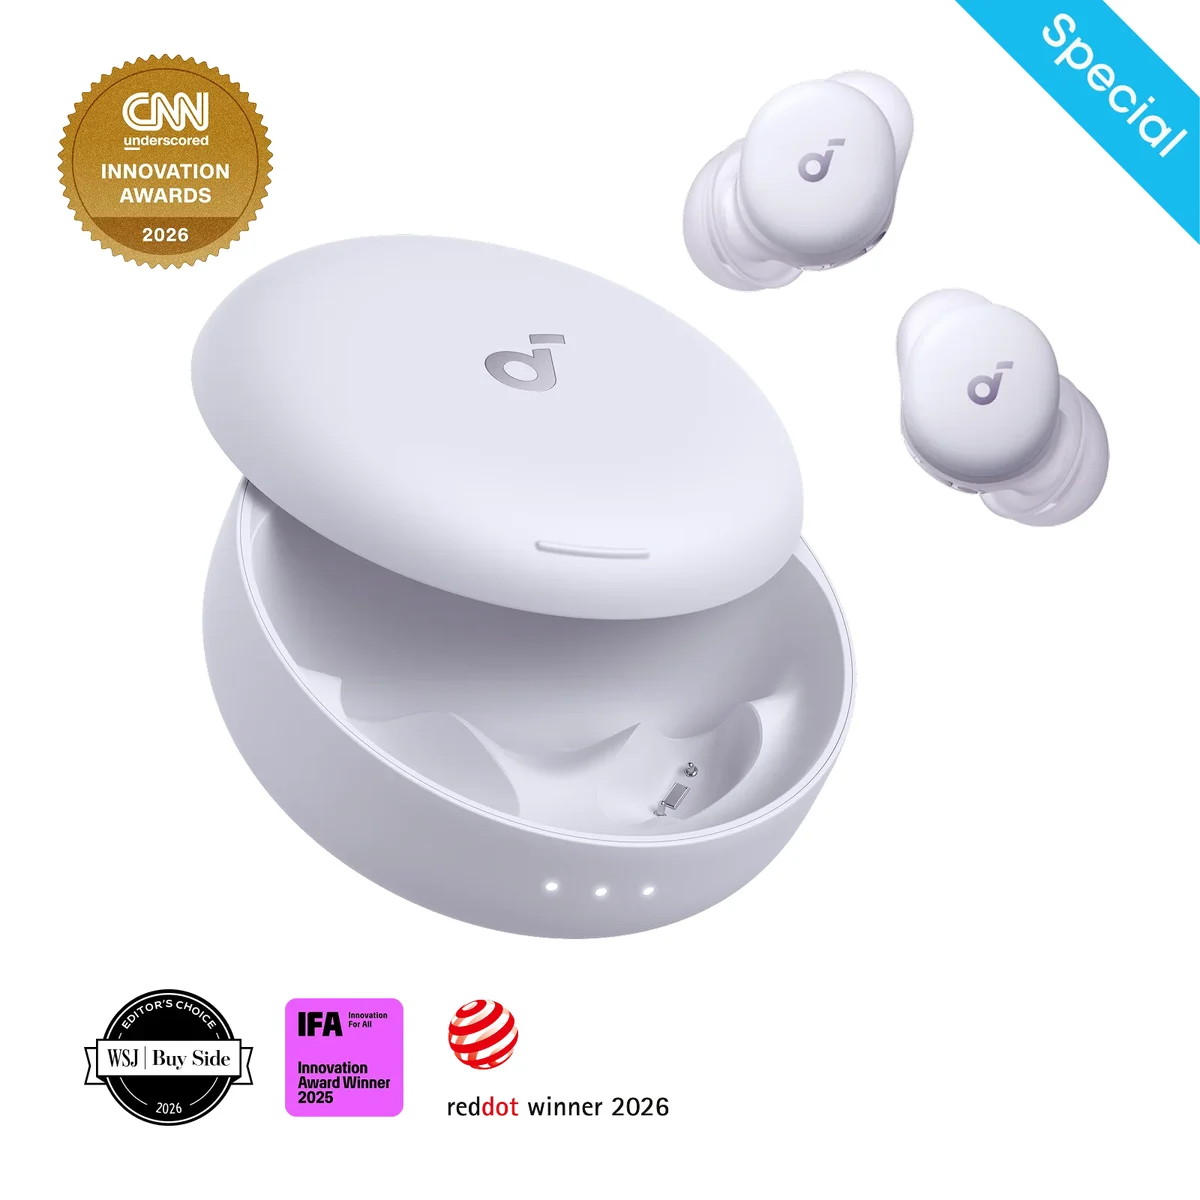 CNN
underscored
INNOVATION
AWARDS
2026
Special
EDITOR'S CHOICE
WSJ | Buy Side
2026
IFA Innovation
For All
Innovation
Award Winner
2025
reddot winner 2026